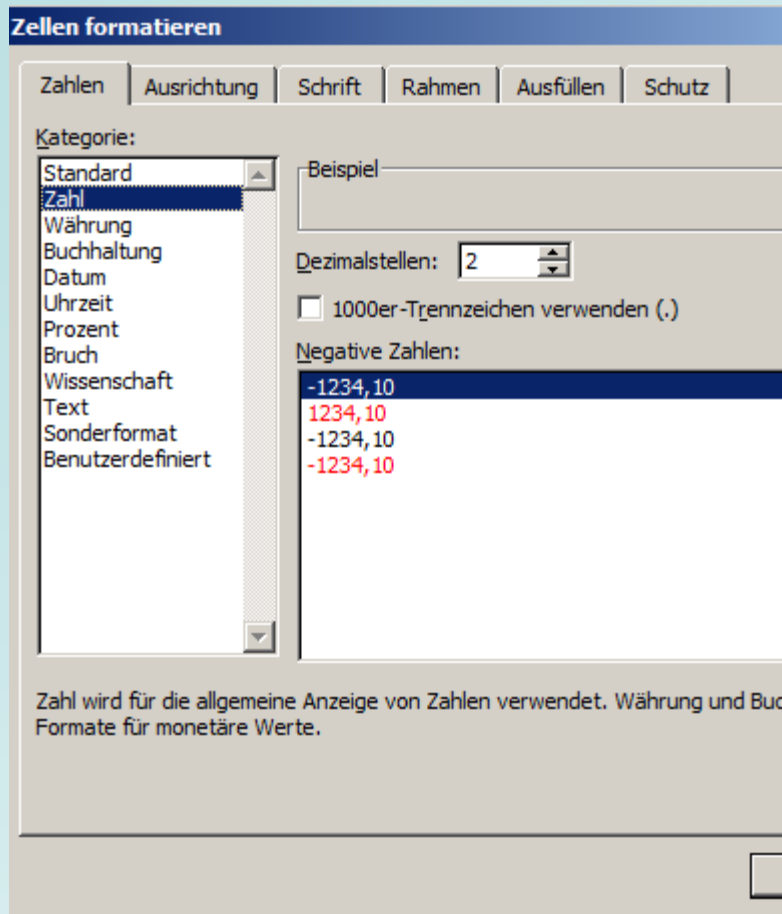 Zellen formatieren
Zahlen Ausrichtung Schrift Rahmen Ausfüllen Schutz
Kategorie:
Standard
Zahl
Währung
Buchhaltung
Datum
Uhrzeit
Prozent
Bruch
Wissenschaft
Text
Sonderformat
Benutzerdefiniert
Beispiel
Dezimalstellen: 2
1000er-Trennzeichen verwenden (.)
Negative Zahlen:
-1234,10
1234,10
-1234,10
-1234,10
Zahl wird für die allgemeine Anzeige von Zahlen verwendet. Währung und
Formate für monetäre Werte.